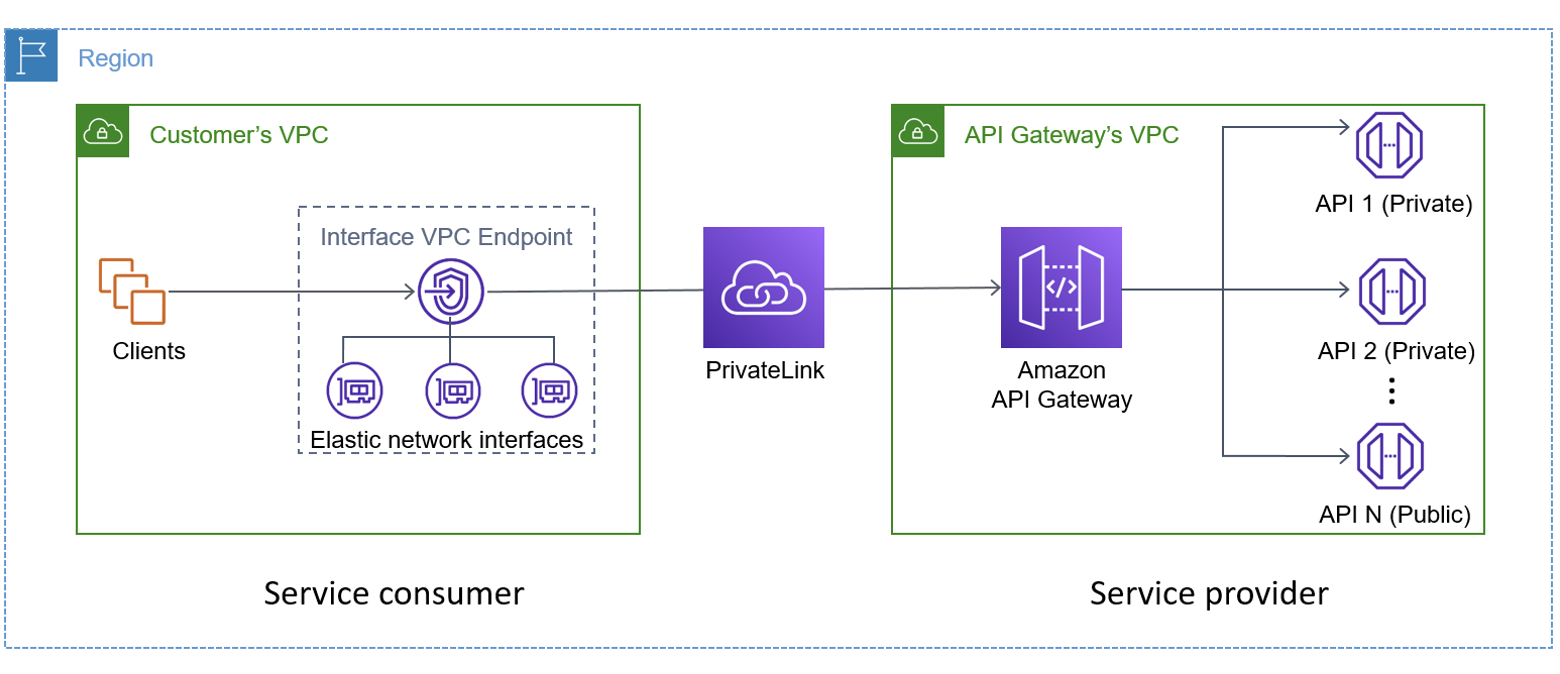 Region
Customer's VPC
API Gateway's VPC
Interface VPC Endpoint
Clients
Elastic network interfaces
PrivateLink
Amazon
API Gateway
API 1 (Private)
API 2 (Private)
API N (Public)
Service consumer
Service provider